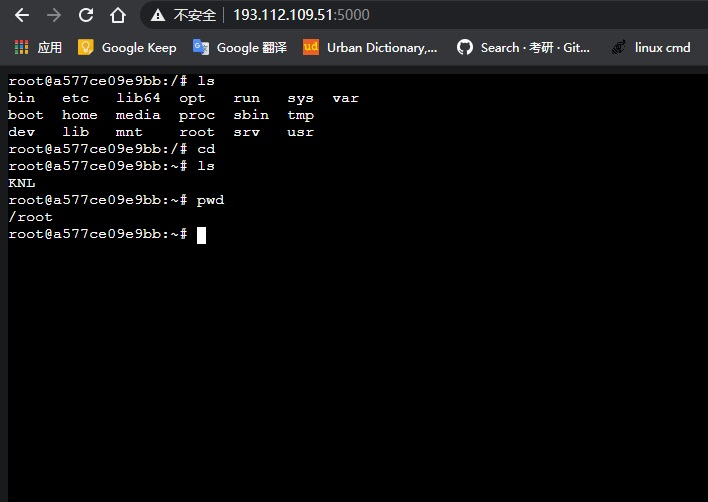 不安全 193.112.109.51:5000
应用 Google Keep Google 翻译 Urban Dictionary,... Search · 考研 · Git... linux cmd
root@a577ce09e9bb:/# ls
bin etc lib64 opt run sys var
boot home media proc sbin tmp
dev lib mnt root srv usr
root@a577ce09e9bb:/# cd
root@a577ce09e9bb:~# ls
KNL
root@a577ce09e9bb:~# pwd
/root
root@a577ce09e9bb:~#